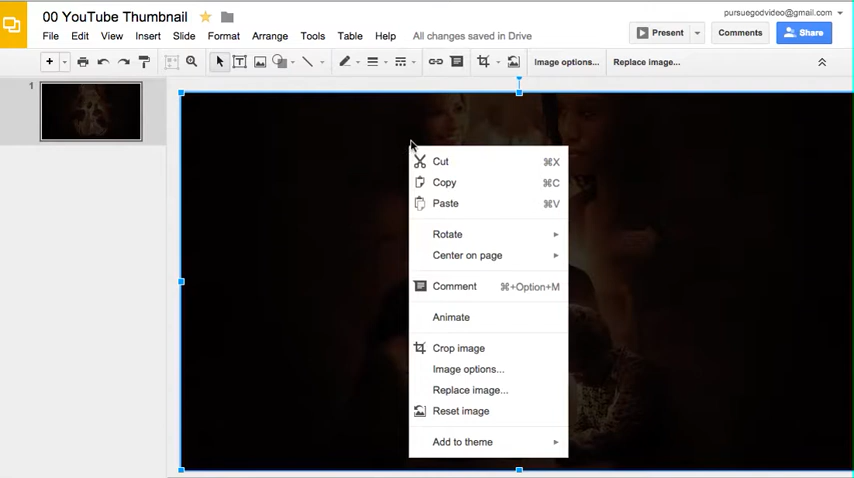 00 YouTube Thumbnail
pursuegodvideo@gmail.com
File Edit View Insert Slide Format Arrange Tools Table Help All changes saved in Drive
Present Comments Share
Image options... Replace image...
1
Cut ⌘X
Copy ⌘C
Paste ⌘V
Rotate
Center on page
Comment ⌘+Option+M
Animate
Crop image
Image options...
Replace image...
Reset image
Add to theme